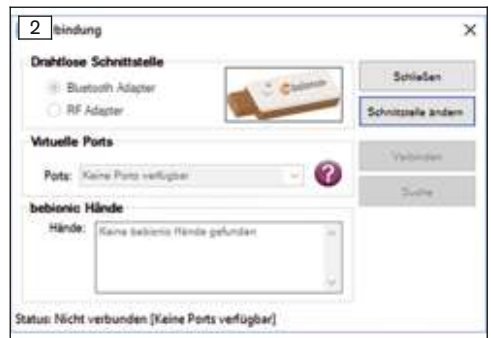 2
bindung
Drahtlose Schnittstelle
Bluetooth Adapter
RF Adapter
bebionic
Schließen
Schnittstelle ändern
Virtuelle Ports
Ports: Keine Ports verfügbar
?
Verbinden
Suche
bebionic Hände
Hände: Keine bebionic Hände gefunden
Status: Nicht verbunden [Keine Ports verfügbar]